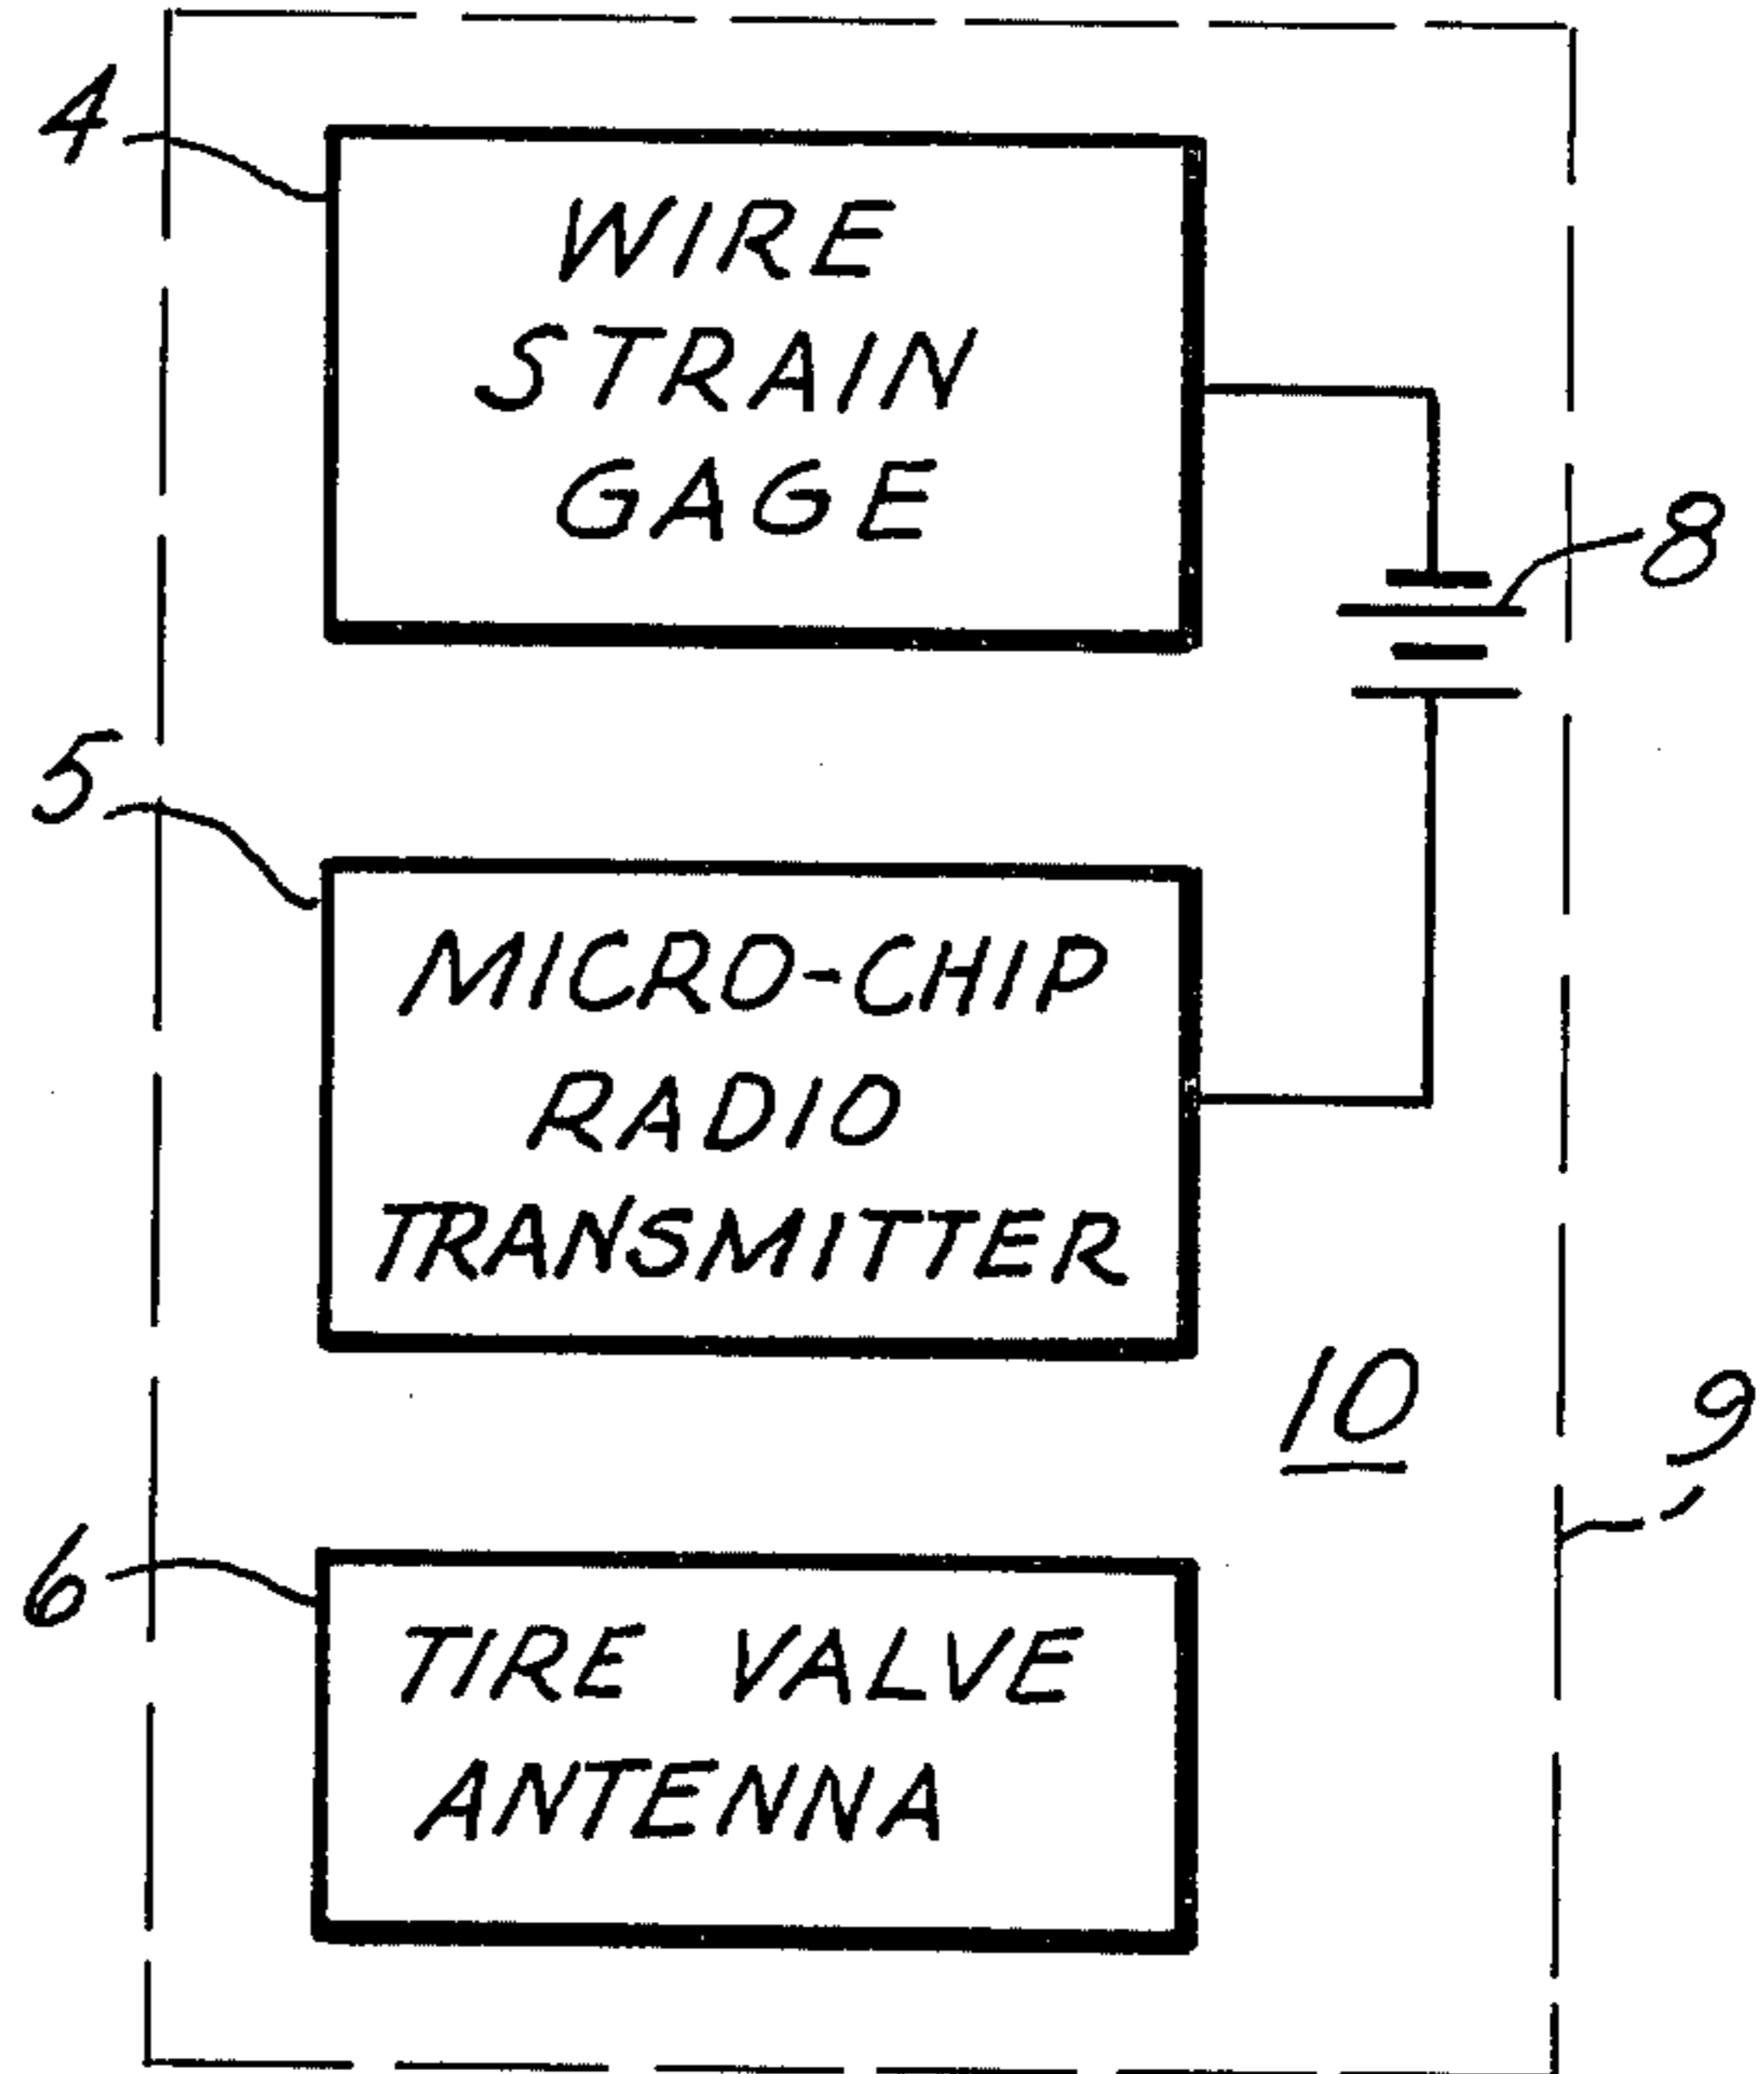 4
WIRE
STRAIN
GAGE
8
5
MICRO-CHIP
RADIO
TRANSMITTER
10
9
6
TIRE VALVE
ANTENNA